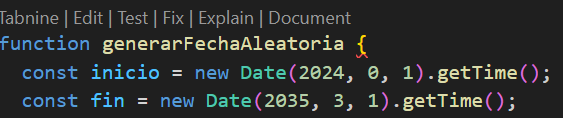 Tabnine | Edit | Test | Fix | Explain | Document
function generarFechaAleatoria {
const inicio = new Date(2024, 0, 1).getTime();
const fin = new Date(2035, 3, 1).getTime();